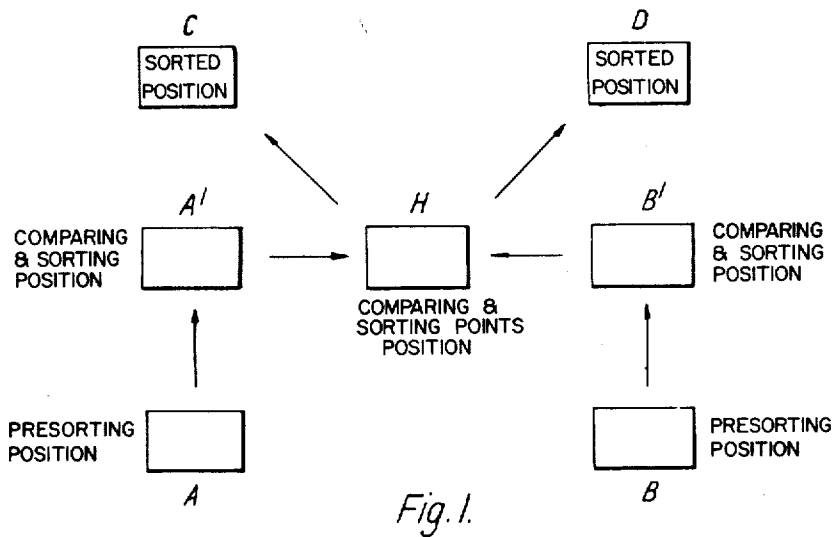 C
D
SORTED
POSITION
SORTED
POSITION
A'
H
B'
COMPARING
& SORTING
POSITION
COMPARING &
SORTING POINTS
POSITION
COMPARING
& SORTING
POSITION
PRESORTING
POSITION
A
PRESORTING
POSITION
B
Fig. 1.